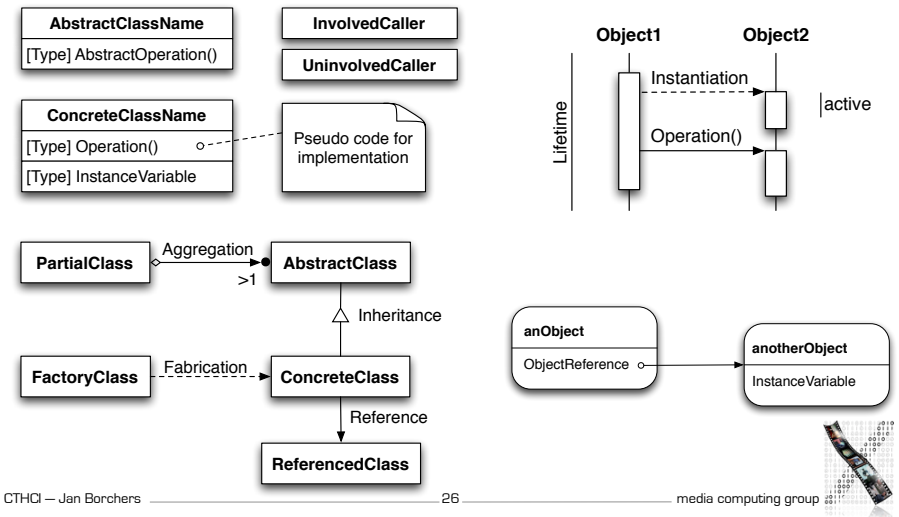 AbstractClassName
[Type] AbstractOperation()
InvolvedCaller
UninvolvedCaller
ConcreteClassName
[Type] Operation()
[Type] InstanceVariable
Pseudo code for
implementation
Object1
Object2
Lifetime
Instantiation
active
Operation()
PartialClass
Aggregation
>1
AbstractClass
Inheritance
FactoryClass
Fabrication
ConcreteClass
Reference
ReferencedClass
anObject
ObjectReference
anotherObject
InstanceVariable
CTHCI — Jan Borchers
26
media computing group